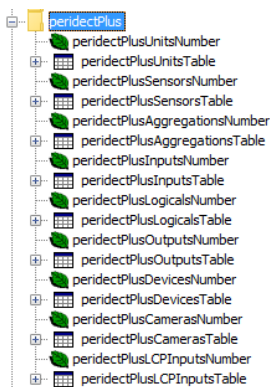 peridectPlus
peridectPlusUnitsNumber
peridectPlusUnitsTable
peridectPlusSensorsNumber
peridectPlusSensorsTable
peridectPlusAggregationsNumber
peridectPlusAggregationsTable
peridectPlusInputsNumber
peridectPlusInputsTable
peridectPlusLogicalsNumber
peridectPlusLogicalsTable
peridectPlusOutputsNumber
peridectPlusOutputsTable
peridectPlusDevicesNumber
peridectPlusDevicesTable
peridectPlusCamerasNumber
peridectPlusCamerasTable
peridectPlusLCPInputsNumber
peridectPlusLCPInputsTable